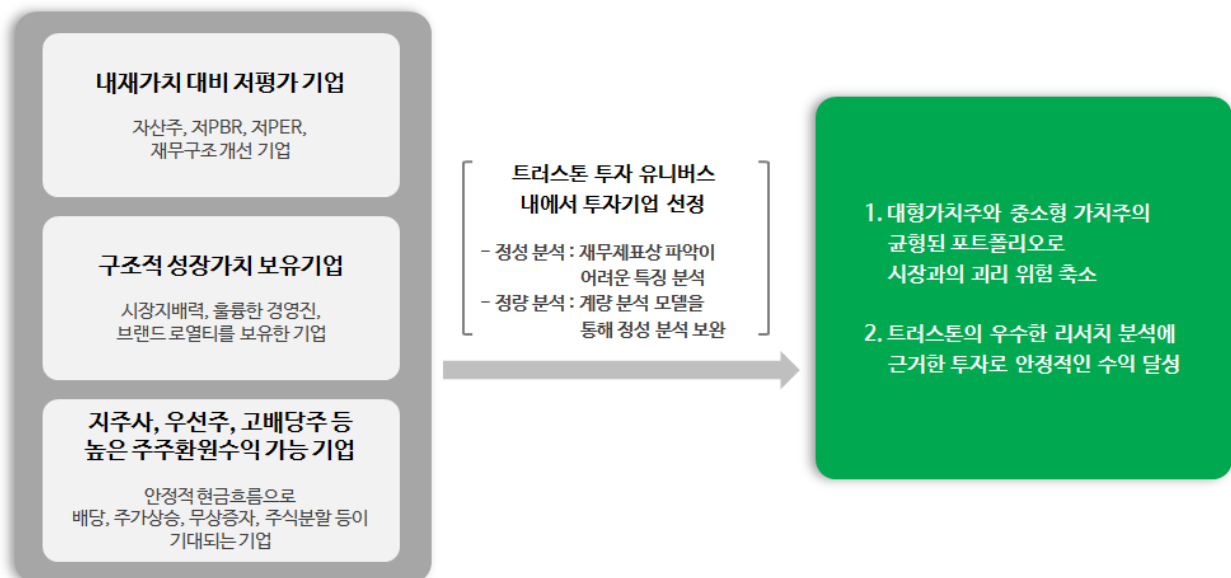 내재가치 대비 저평가 기업
자산주, 저PBR, 저PER,
재무구조 개선 기업
구조적 성장가치 보유기업
시장지배력, 훌륭한 경영진,
브랜드 로열티를 보유한 기업
지주사, 우선주, 고배당주 등
높은 주주환원수익 가능 기업
안정적 현금흐름으로
배당, 주가상승, 무상증자, 주식분할 등이
기대되는 기업
트러스톤 투자 유니버스
내에서 투자기업 선정
- 정성 분석 : 재무제표상 파악이
어려운 특징 분석
- 정량 분석 : 계량 분석 모델을
통해 정성 분석 보완
1. 대형가치주와 중소형 가치주의
균형된 포트폴리오로
시장과의 괴리 위험 축소
2. 트러스톤의 우수한 리서치 분석에
근거한 투자로 안정적인 수익 달성